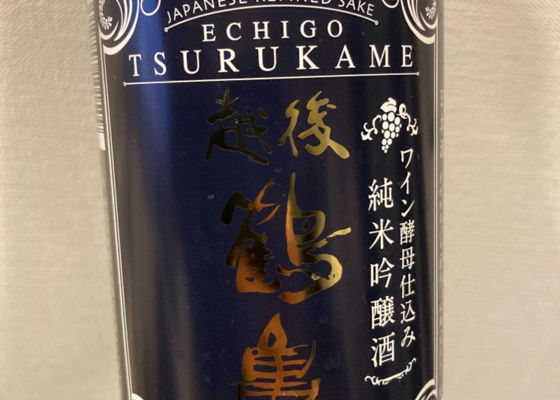 JAPANESE REFINED SAKE
ECHIGO
TSURUKAME
越後
鶴亀
ワイン酵母仕込み
純米吟醸酒